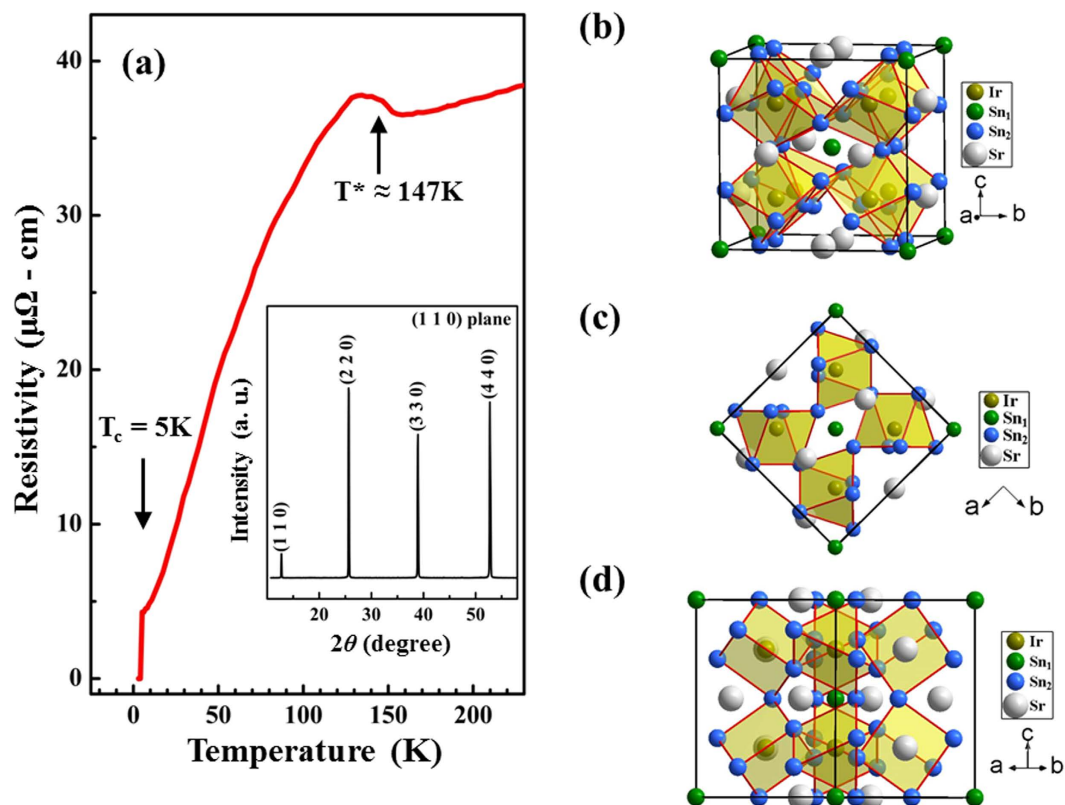 (a)
Resistivity (μΩ - cm)
40
30
20
10
0
T* ≈ 147K
T_c = 5K
0
50
100
150
200
Temperature (K)
(1 1 0) plane
Intensity (a. u.)
(1 1 0)
(2 2 0)
(3 3 0)
(4 4 0)
20
30
40
50
2θ (degree)
(b)
Ir
Sn₁
Sn₂
Sr
c
a
b
(c)
Ir
Sn₁
Sn₂
Sr
a
b
(d)
Ir
Sn₁
Sn₂
Sr
c
a
b